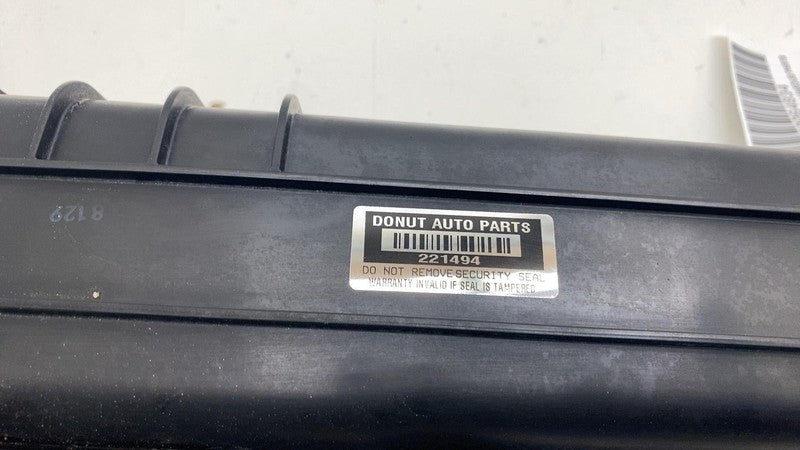 8129
DONUT AUTO PARTS
221494
DO NOT REMOVE SECURITY SEAL
WARRANTY INVALID IF SEAL IS TAMPERED